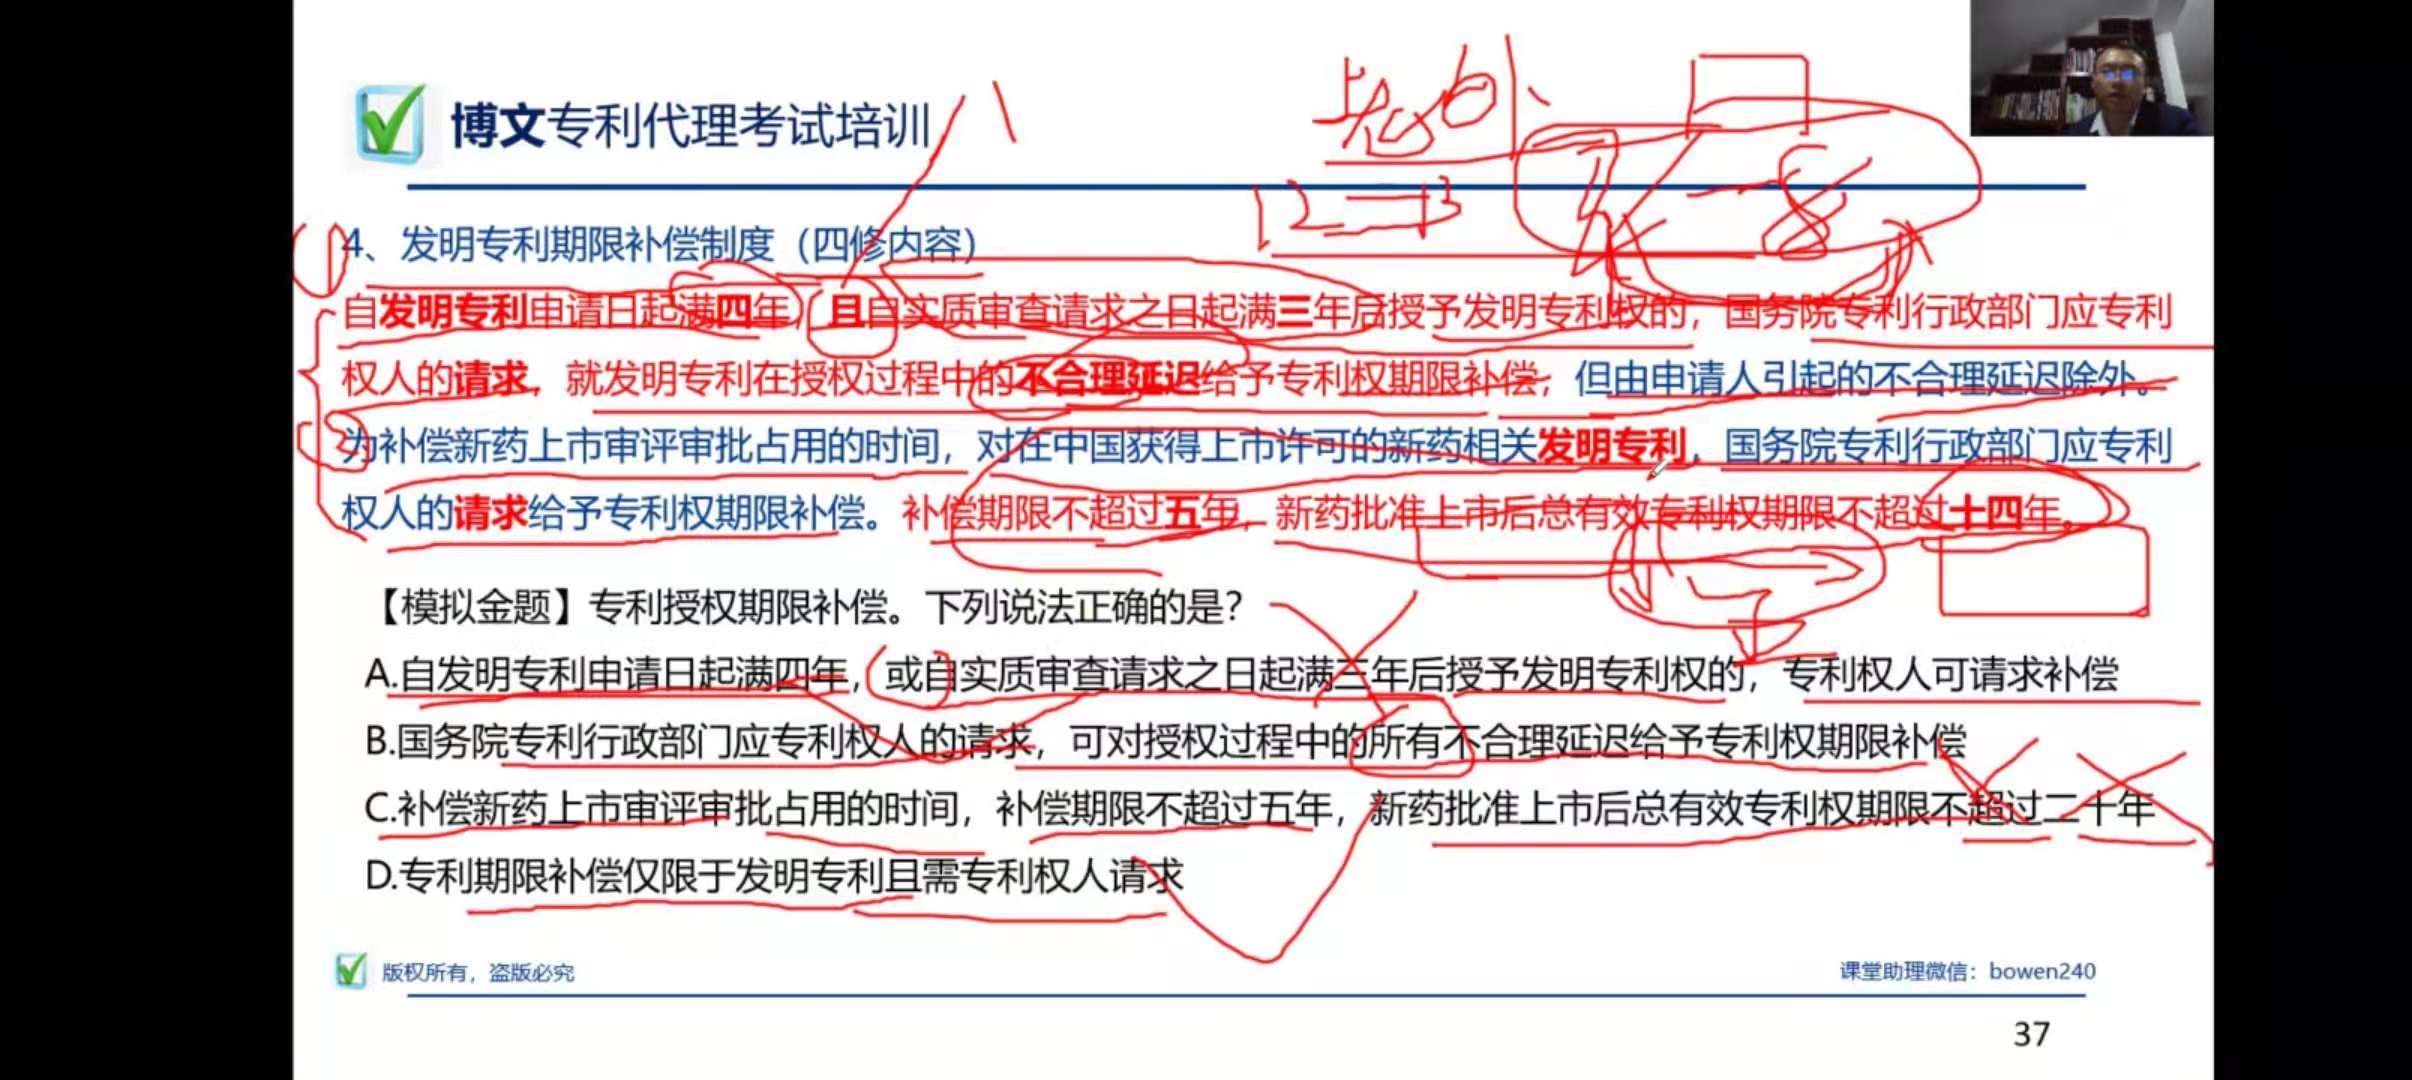 博文专利代理考试培训
12 13
8
4、发明专利期限补偿制度（四修内容）
自发明专利申请日起满四年，且自实质审查请求之日起满三年后授予发明专利权的，国务院专利行政部门应专利
权人的请求，就发明专利在授权过程中的不合理延迟给予专利权期限补偿，但由申请人引起的不合理延迟除外。
为补偿新药上市审评审批占用的时间，对在中国获得上市许可的新药相关发明专利，国务院专利行政部门应专利
权人的请求给予专利权期限补偿。补偿期限不超过五年，新药批准上市后总有效专利权期限不超过十四年。
【模拟金题】专利授权期限补偿。下列说法正确的是？
A.自发明专利申请日起满四年，或自实质审查请求之日起满三年后授予发明专利权的，专利权人可请求补偿
B.国务院专利行政部门应专利权人的请求，可对授权过程中的所有不合理延迟给予专利权期限补偿
C.补偿新药上市审评审批占用的时间，补偿期限不超过五年，新药批准上市后总有效专利权期限不超过二十年
D.专利期限补偿仅限于发明专利且需专利权人请求
版权所有，盗版必究
课堂助理微信：bowen240
37